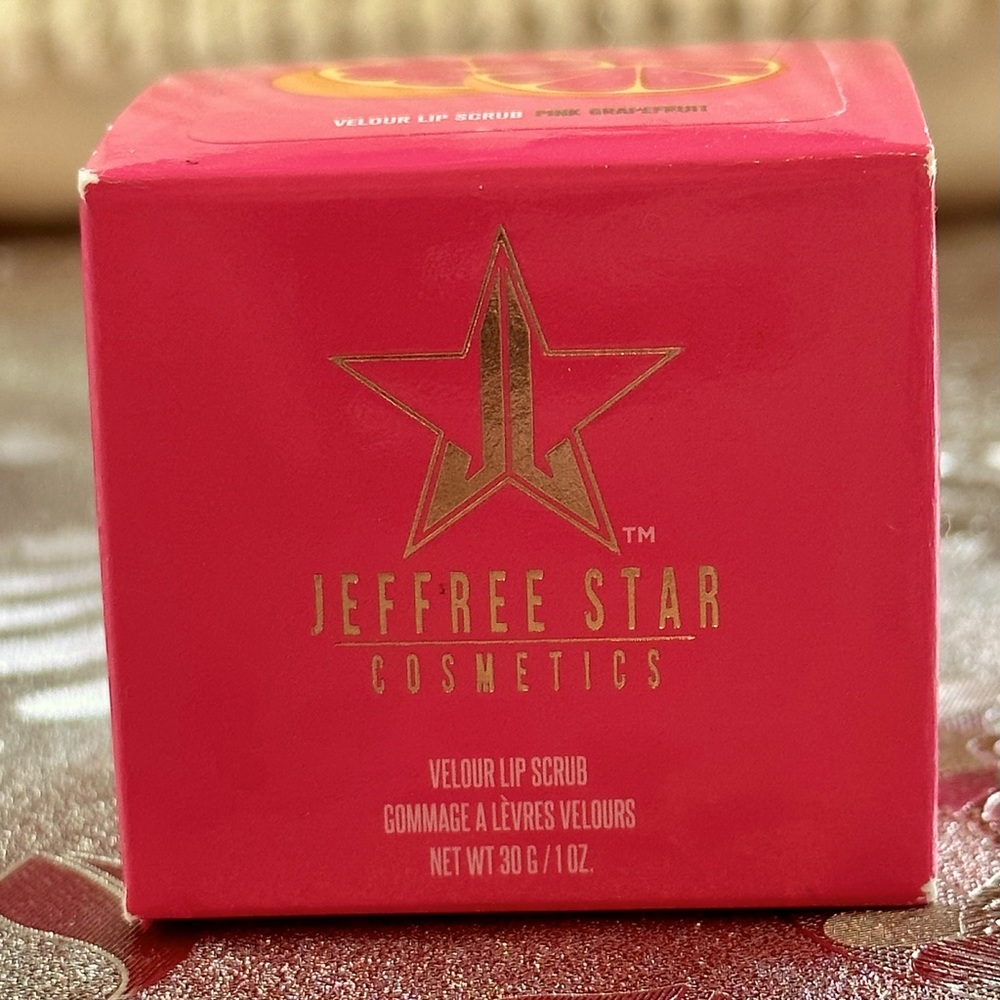 VELOUR LIP SCRUB PINK GRAPEFRUIT
TM
JEFFREE STAR
COSMETICS
VELOUR LIP SCRUB
GOMMAGE A LÈVRES VELOURS
NET WT 30 G / 1 OZ.